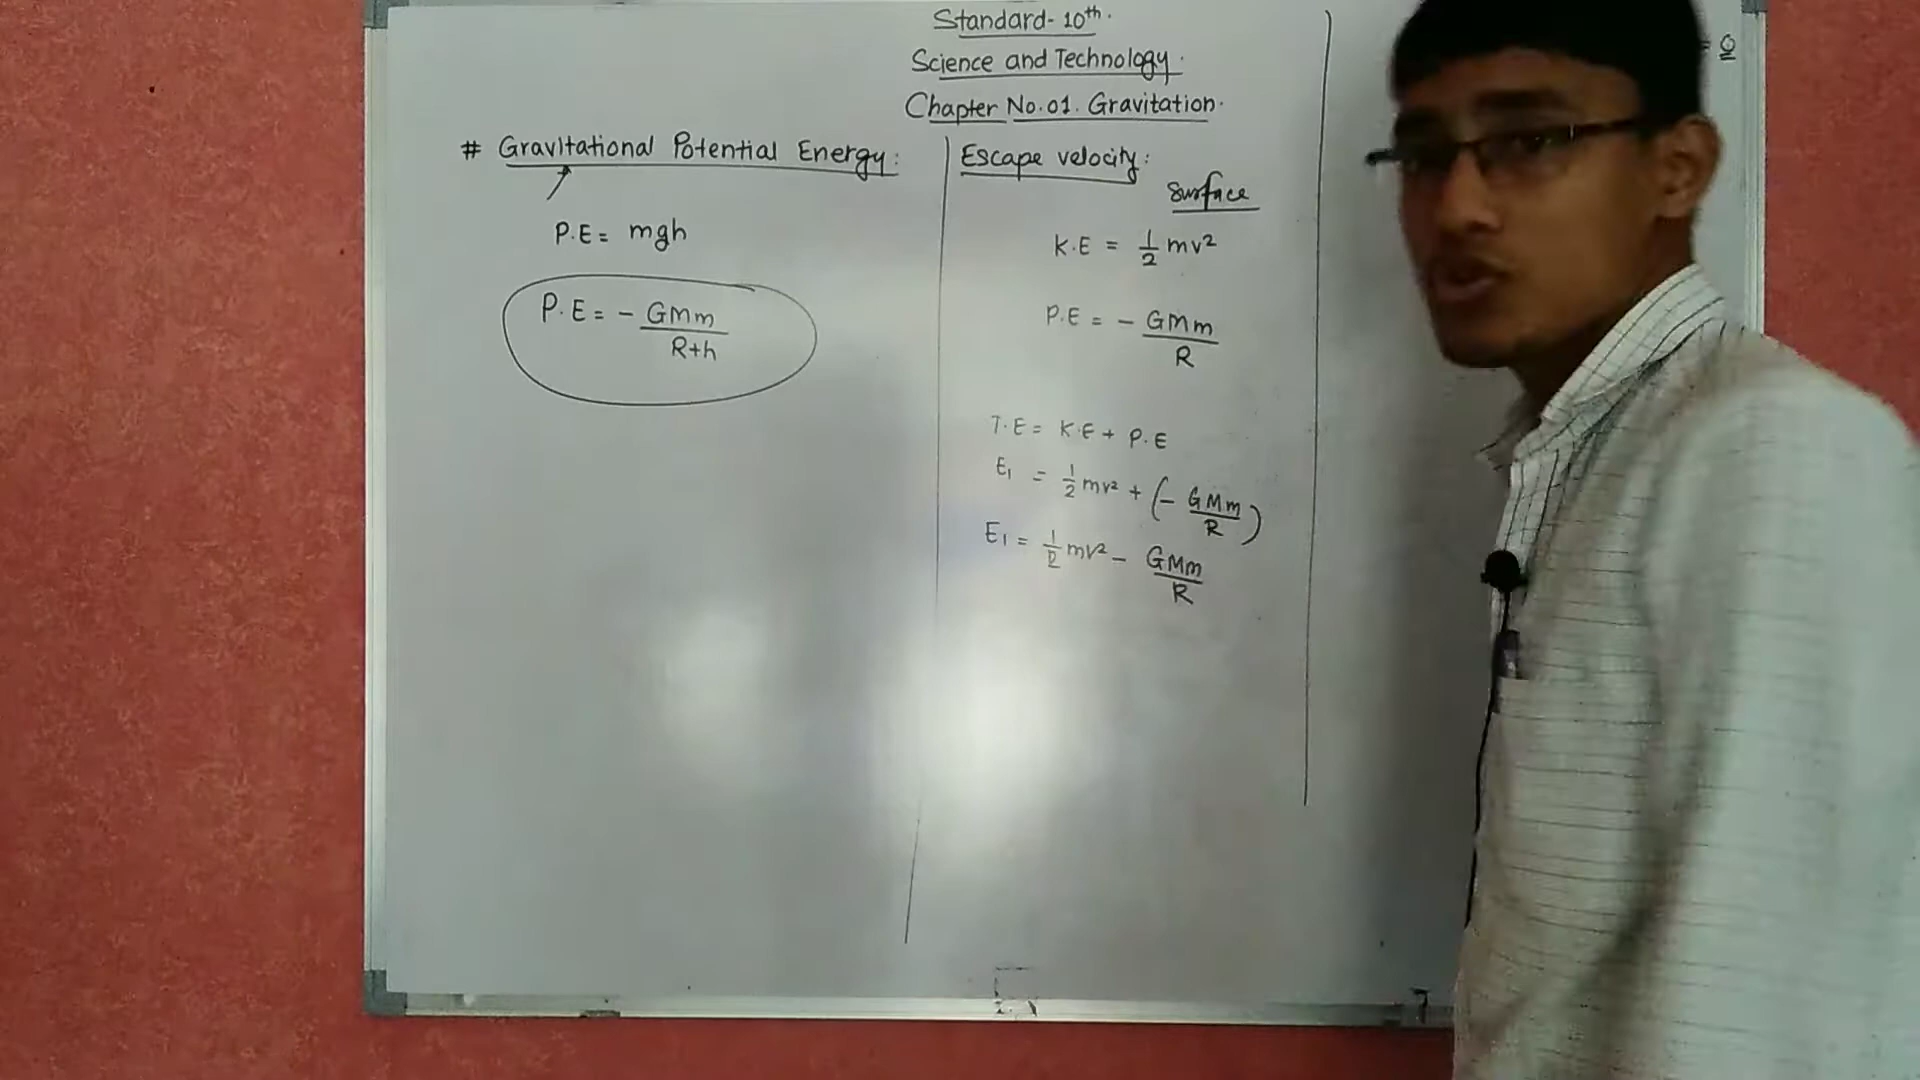 Standard- 10th.
Science and Technology.
Chapter No.01. Gravitation.
# Gravitational Potential Energy:
P.E = mgh
P.E = - GMm / R+h
Escape velocity:
Surface
K.E = 1/2 mv²
P.E = - GMm / R
T.E = K.E + P.E
E₁ = 1/2 mv² + (- GMm / R)
E₁ = 1/2 mv² - GMm / R
= 0